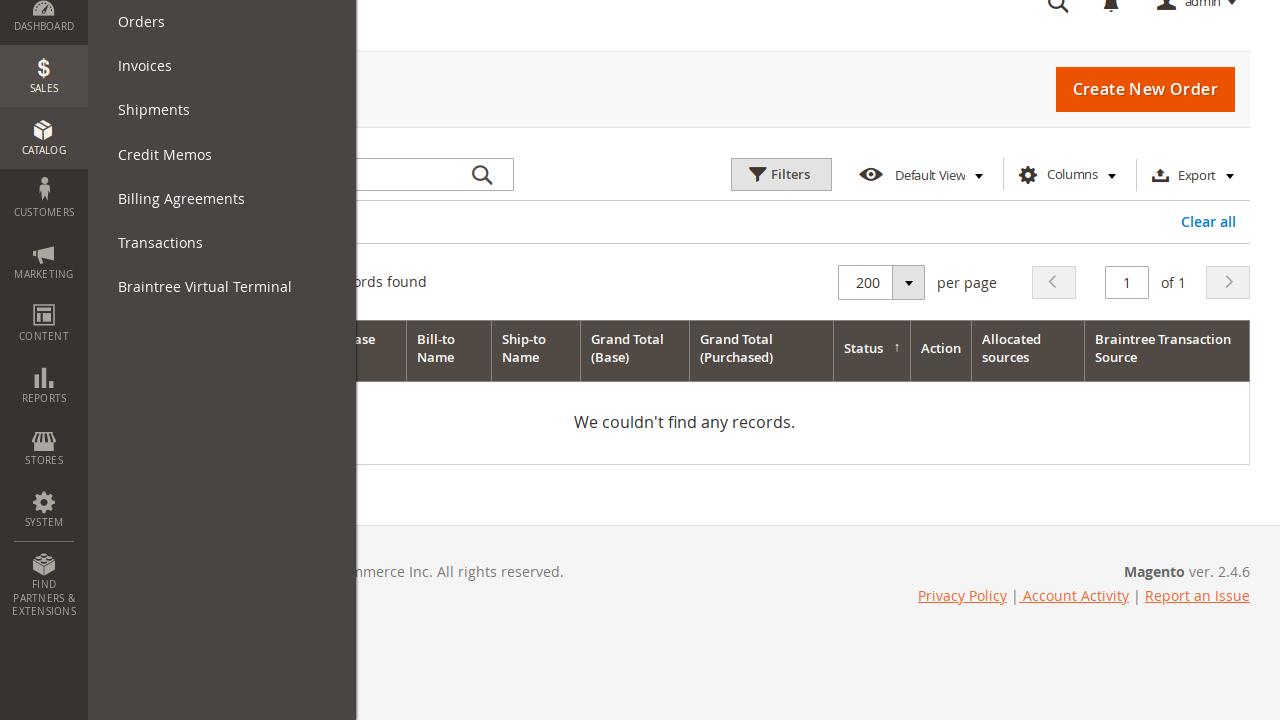 DASHBOARD
SALES
CATALOG
CUSTOMERS
MARKETING
CONTENT
REPORTS
STORES
SYSTEM
FIND
PARTNERS &
EXTENSIONS
Orders
Invoices
Shipments
Credit Memos
Billing Agreements
Transactions
Braintree Virtual Terminal
admin
Create New Order
Filters
Default View
Columns
Export
Clear all
found
200
per page
1
of 1
Bill-to
Name
Ship-to
Name
Grand Total
(Base)
Grand Total
(Purchased)
Status ↑
Action
Allocated
sources
Braintree Transaction
Source
We couldn't find any records.
Inc. All rights reserved.
Magento ver. 2.4.6
Privacy Policy | Account Activity | Report an Issue